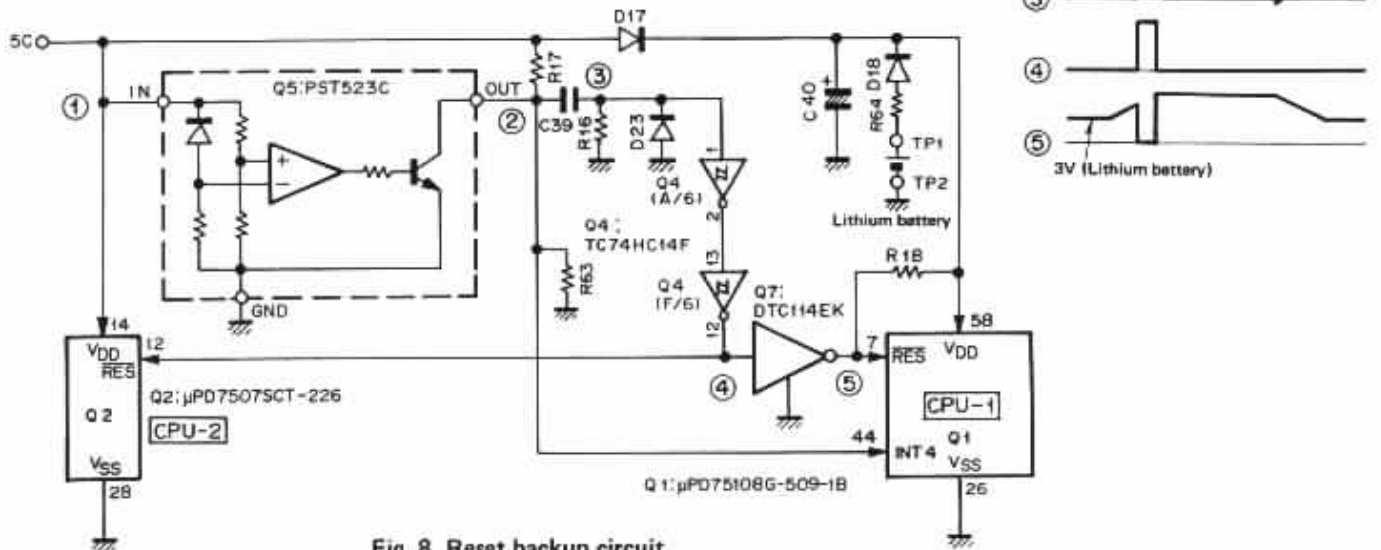 ③
D17
5C
④
R17
Q5:PST523C
IN
OUT
①
②
③
C39
R16
D23
+
C40
D18
R64
TP1
TP2
Lithium battery
⑤
3V (Lithium battery)
+
−
1
Q4
(A/6)
2
Q4:
TC74HC14F
R63
13
Q4
(F/6)
12
Q7:
DTC114EK
R18
GND
14
VDD
RES
12
④
⑤
7
RES
58
VDD
Q2:μPD7507SCT-226
Q2
CPU-2
CPU-1
44
INT4
Q1
VSS
VSS
28
Q1:μPD75108G-509-1B
26
Fig. 8 Reset backup circuit